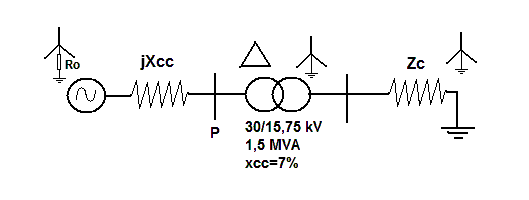 Ro
jXcc
Zc
P
30/15,75 kV
1,5 MVA
xcc=7%